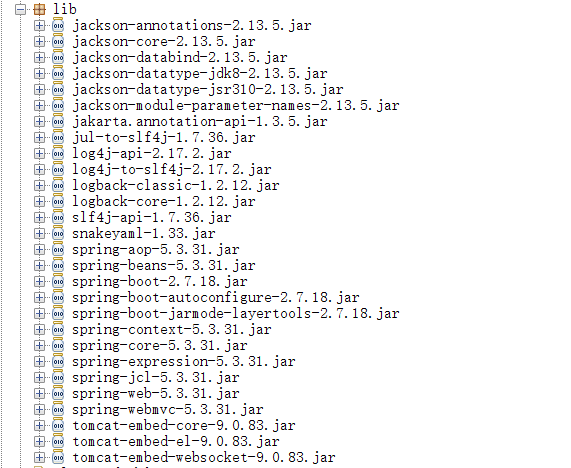 lib
jackson-annotations-2.13.5.jar
jackson-core-2.13.5.jar
jackson-databind-2.13.5.jar
jackson-datatype-jdk8-2.13.5.jar
jackson-datatype-jsr310-2.13.5.jar
jackson-module-parameter-names-2.13.5.jar
jakarta.annotation-api-1.3.5.jar
jul-to-slf4j-1.7.36.jar
log4j-api-2.17.2.jar
log4j-to-slf4j-2.17.2.jar
logback-classic-1.2.12.jar
logback-core-1.2.12.jar
slf4j-api-1.7.36.jar
snakeyaml-1.33.jar
spring-aop-5.3.31.jar
spring-beans-5.3.31.jar
spring-boot-2.7.18.jar
spring-boot-autoconfigure-2.7.18.jar
spring-boot-jarmode-layertools-2.7.18.jar
spring-context-5.3.31.jar
spring-core-5.3.31.jar
spring-expression-5.3.31.jar
spring-jcl-5.3.31.jar
spring-web-5.3.31.jar
spring-webmvc-5.3.31.jar
tomcat-embed-core-9.0.83.jar
tomcat-embed-el-9.0.83.jar
tomcat-embed-websocket-9.0.83.jar